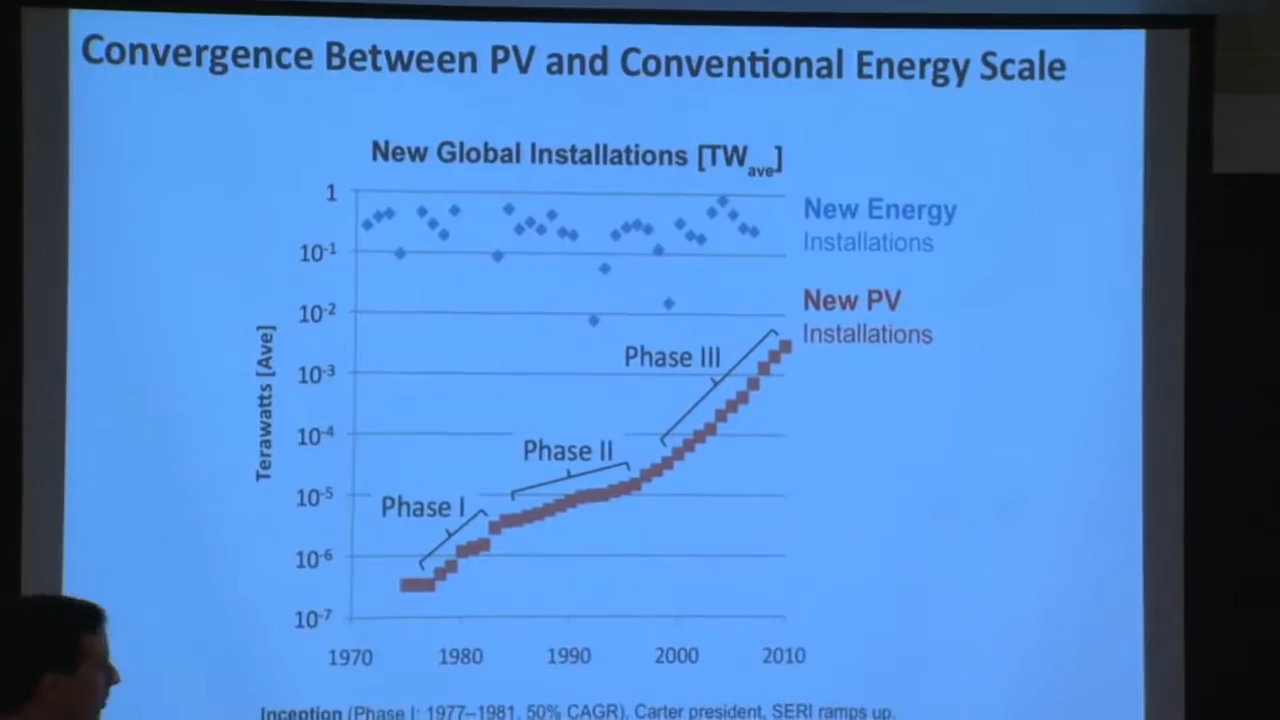 Convergence Between PV and Conventional Energy Scale
New Global Installations [TWave]
1
10-1
10-2
10-3
10-4
10-5
10-6
10-7
Terawatts [Ave]
New Energy
Installations
New PV
Installations
Phase III
Phase II
Phase I
1970 1980 1990 2000 2010
Inception (Phase I: 1977–1981, 50% CAGR). Carter president, SERI ramps up.